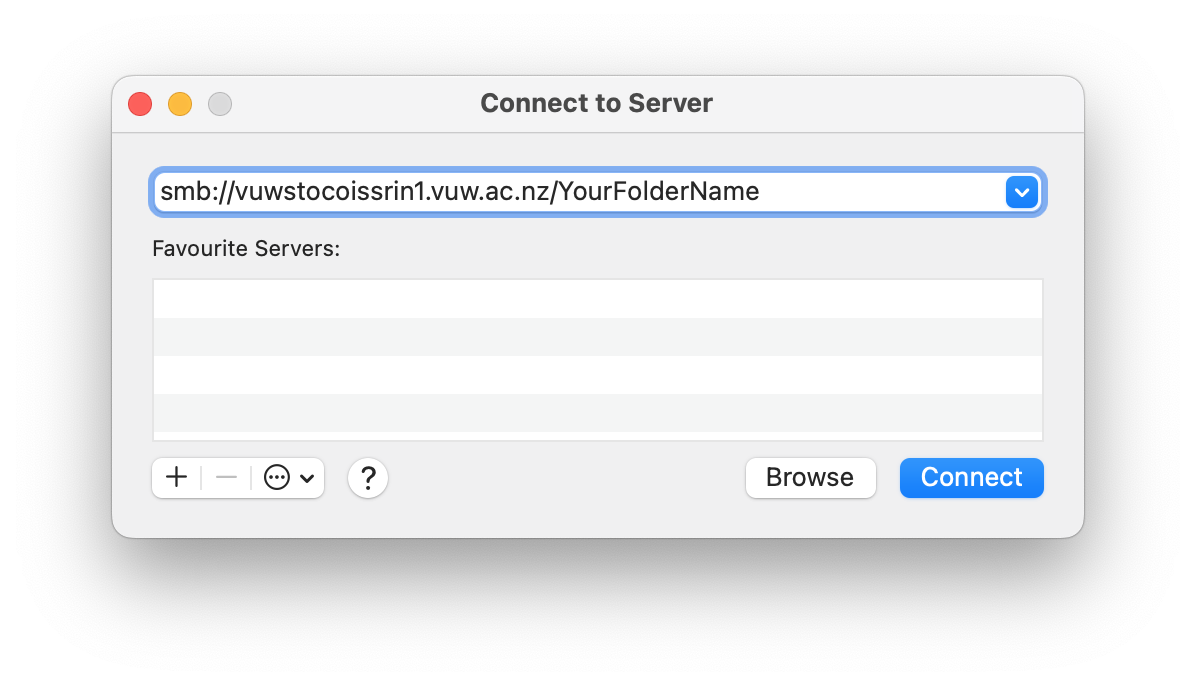 Connect to Server
smb://vuwstocoissrin1.vuw.ac.nz/YourFolderName
Favourite Servers:
? Browse Connect